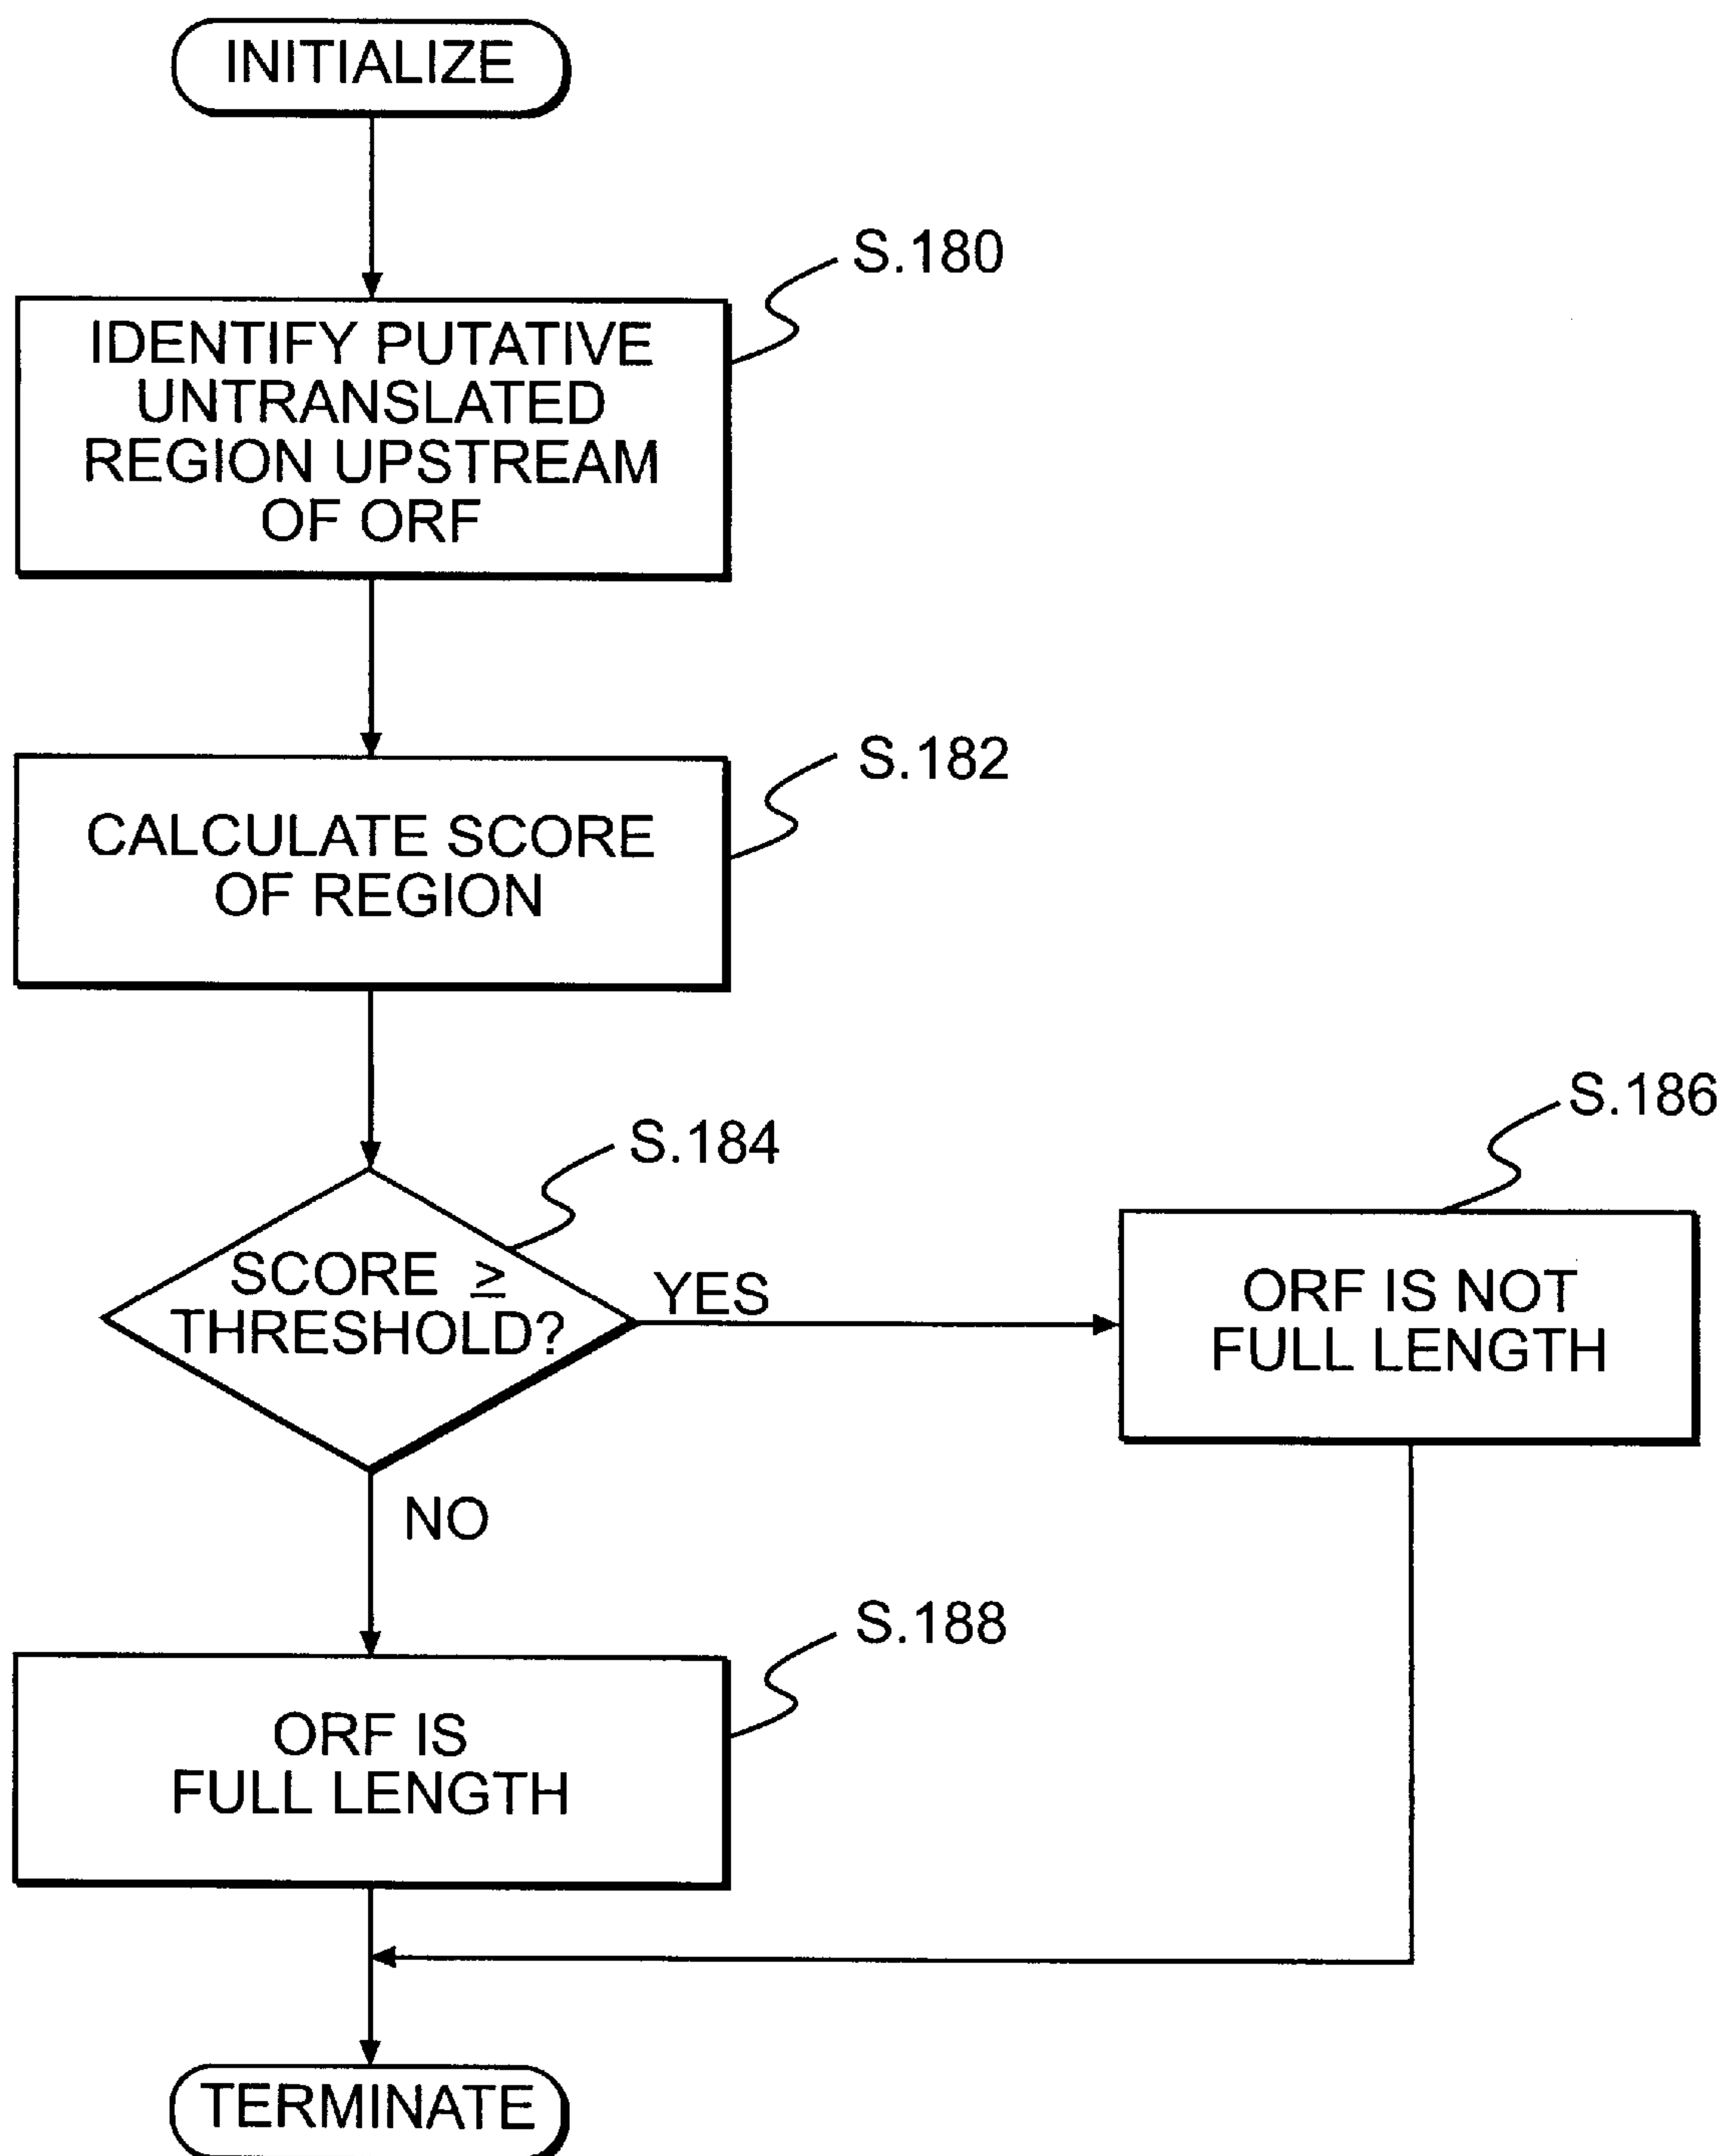 INITIALIZE
S.180
IDENTIFY PUTATIVE
UNTRANSLATED
REGION UPSTREAM
OF ORF
S.182
CALCULATE SCORE
OF REGION
S.184
SCORE ≥
THRESHOLD?
YES
S.186
ORF IS NOT
FULL LENGTH
NO
S.188
ORF IS
FULL LENGTH
TERMINATE